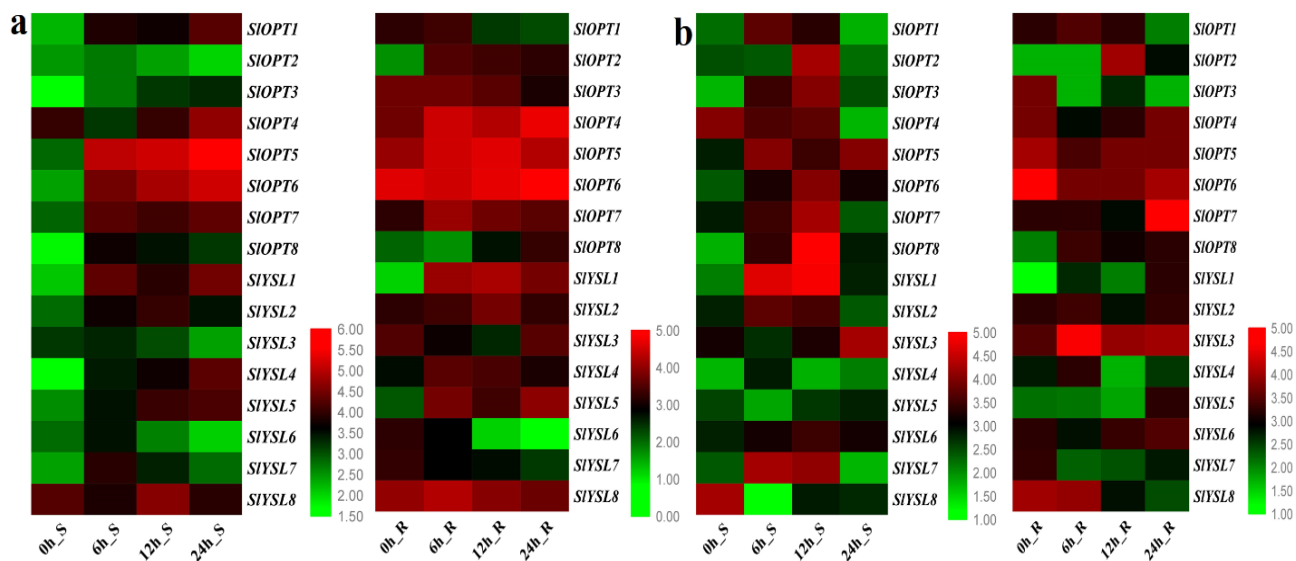 a
SlOPT1
SlOPT2
SlOPT3
SlOPT4
SlOPT5
SlOPT6
SlOPT7
SlOPT8
SlYSL1
SlYSL2
SlYSL3
SlYSL4
SlYSL5
SlYSL6
SlYSL7
SlYSL8
0h_S 6h_S 12h_S 24h_S
6.00
5.50
5.00
4.50
4.00
3.50
3.00
2.50
2.00
1.50
SlOPT1
SlOPT2
SlOPT3
SlOPT4
SlOPT5
SlOPT6
SlOPT7
SlOPT8
SlYSL1
SlYSL2
SlYSL3
SlYSL4
SlYSL5
SlYSL6
SlYSL7
SlYSL8
0h_R 6h_R 12h_R 24h_R
5.00
4.00
3.00
2.00
1.00
0.00
b
SlOPT1
SlOPT2
SlOPT3
SlOPT4
SlOPT5
SlOPT6
SlOPT7
SlOPT8
SlYSL1
SlYSL2
SlYSL3
SlYSL4
SlYSL5
SlYSL6
SlYSL7
SlYSL8
0h_S 6h_S 12h_S 24h_S
5.00
4.50
4.00
3.50
3.00
2.50
2.00
1.50
1.00
SlOPT1
SlOPT2
SlOPT3
SlOPT4
SlOPT5
SlOPT6
SlOPT7
SlOPT8
SlYSL1
SlYSL2
SlYSL3
SlYSL4
SlYSL5
SlYSL6
SlYSL7
SlYSL8
0h_R 6h_R 12h_R 24h_R
5.00
4.50
4.00
3.50
3.00
2.50
2.00
1.50
1.00